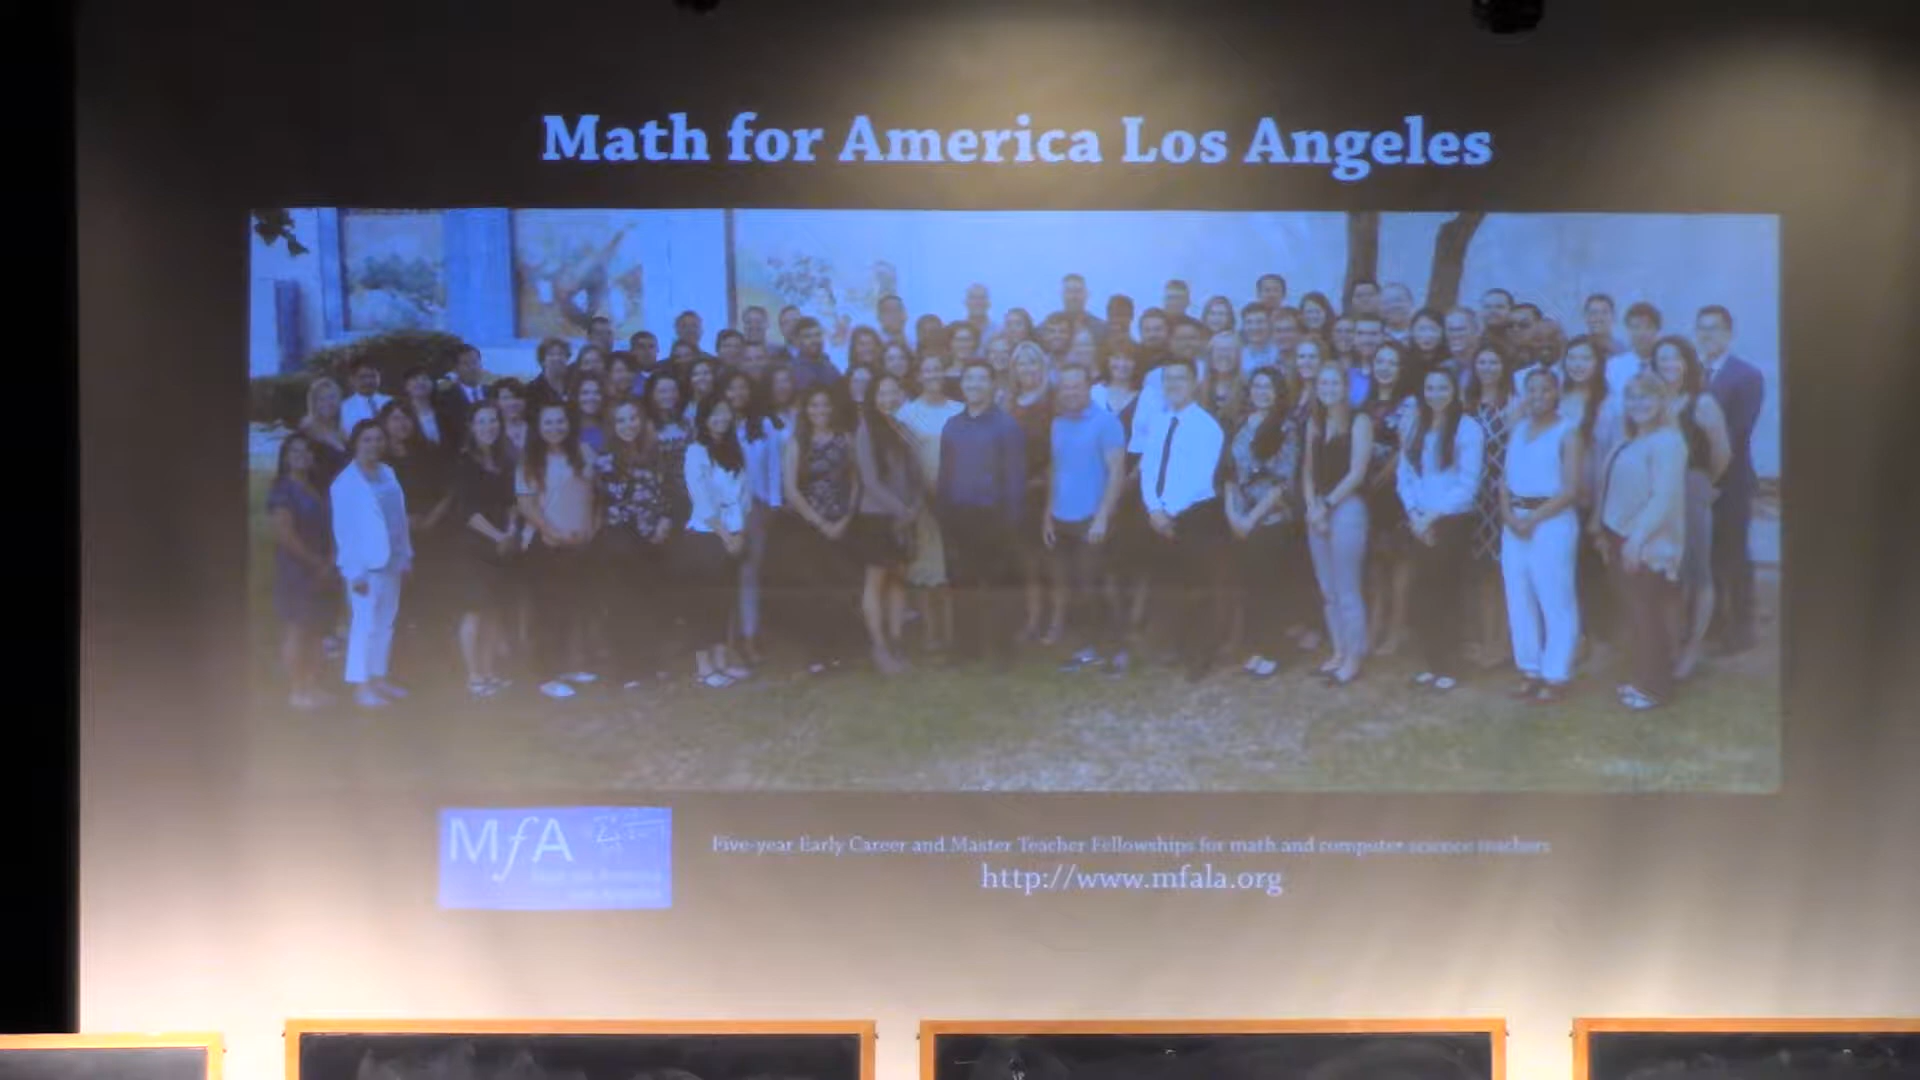 Math for America Los Angeles
MfA
Five-year Early Career and Master Teacher Fellowships for math and computer science teachers
http://www.mfala.org